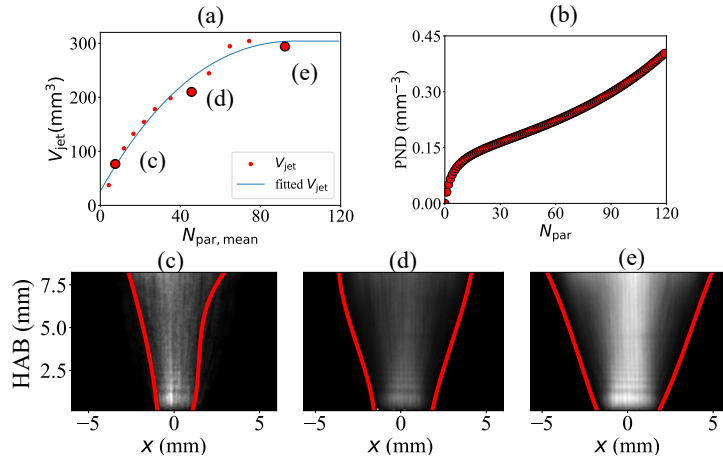 (a)
300
200
100
0
V_jet(mm³)
(c)
(d)
(e)
V_jet
fitted V_jet
0 40 80 120
N_par, mean
(b)
0.45
0.30
0.15
0.00
PND (mm⁻³)
0 30 60 90 120
N_par
(c) (d) (e)
7.5
5.0
2.5
HAB (mm)
−5 0 5
x (mm)
−5 0 5
x (mm)
−5 0 5
x (mm)